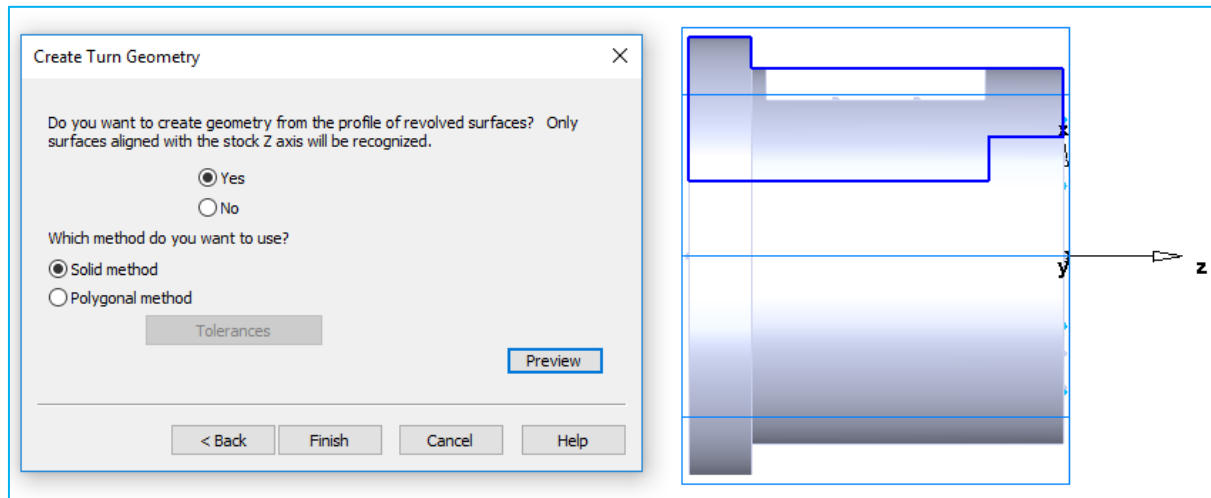 Create Turn Geometry
Do you want to create geometry from the profile of revolved surfaces? Only
surfaces aligned with the stock Z axis will be recognized.
Yes
No
Which method do you want to use?
Solid method
Polygonal method
Tolerances
Preview
< Back
Finish
Cancel
Help
x
y
z